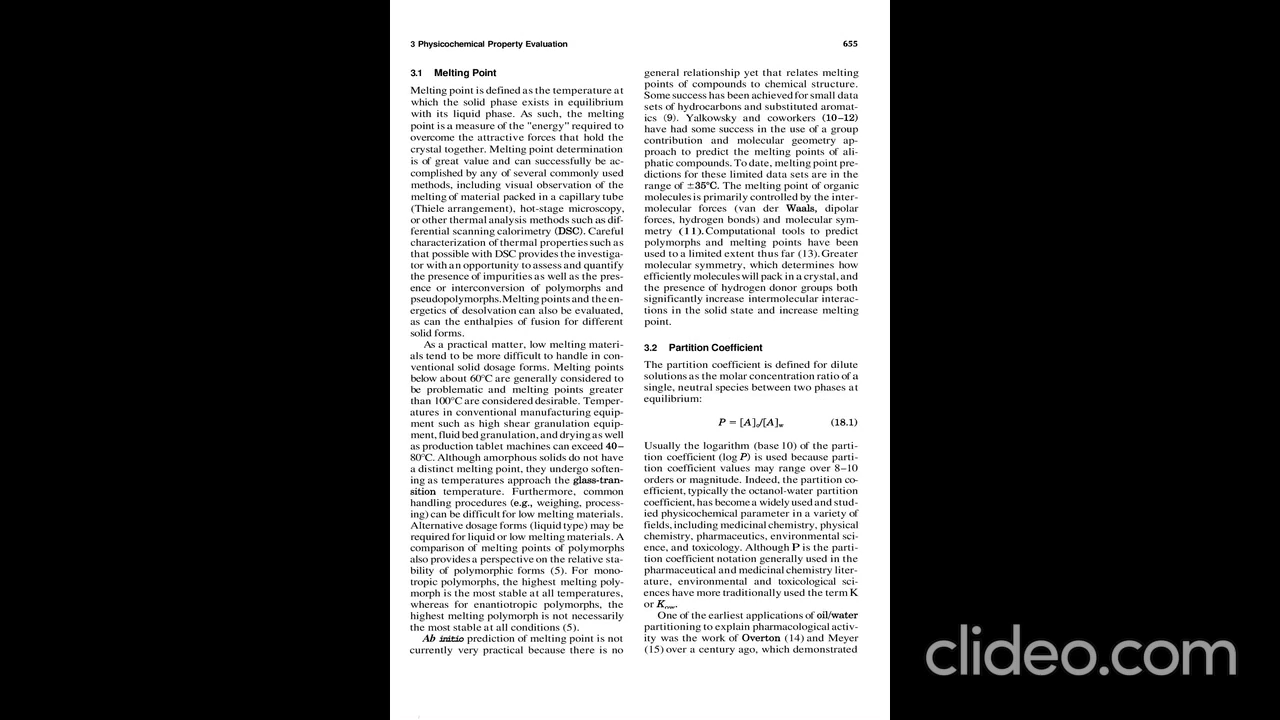 3 Physicochemical Property Evaluation
655
3.1 Melting Point
Melting point is defined as the temperature at
which the solid phase exists in equilibrium
with its liquid phase. As such, the melting
point is a measure of the "energy" required to
overcome the attractive forces that hold the
crystal together. Melting point determination
is of great value and can successfully be ac-
complished by any of several commonly used
methods, including visual observation of the
melting of material packed in a capillary tube
(Thiele arrangement), hot-stage microscopy,
or other thermal analysis methods such as dif-
ferential scanning calorimetry (DSC). Careful
characterization of thermal properties such as
that possible with DSC provides the investiga-
tor with an opportunity to assess and quantify
the presence of impurities as well as the pres-
ence or interconversion of polymorphs and
pseudopolymorphs. Melting points and the en-
ergetics of desolvation can also be evaluated,
as can the enthalpies of fusion for different
solid forms.
As a practical matter, low melting materi-
als tend to be more difficult to handle in con-
ventional solid dosage forms. Melting points
below about 60°C are generally considered to
be problematic and melting points greater
than 100°C are considered desirable. Temper-
atures in conventional manufacturing equip-
ment such as high shear granulation equip-
ment, fluid bed granulation, and drying as well
as production tablet machines can exceed 40–
80°C. Although amorphous solids do not have
a distinct melting point, they undergo soften-
ing as temperatures approach the glass-tran-
sition temperature. Furthermore, common
handling procedures (e.g., weighing, process-
ing) can be difficult for low melting materials.
Alternative dosage forms (liquid type) may be
required for liquid or low melting materials. A
comparison of melting points of polymorphs
also provides a perspective on the relative sta-
bility of polymorphic forms (5). For mono-
tropic polymorphs, the highest melting poly-
morph is the most stable at all temperatures,
whereas for enantiotropic polymorphs, the
highest melting polymorph is not necessarily
the most stable at all conditions (5).
Ab initio prediction of melting point is not
currently very practical because there is no
general relationship yet that relates melting
points of compounds to chemical structure.
Some success has been achieved for small data
sets of hydrocarbons and substituted aromat-
ics (9). Yalkowsky and coworkers (10–12)
have had some success in the use of a group
contribution and molecular geometry ap-
proach to predict the melting points of ali-
phatic compounds. To date, melting point pre-
dictions for these limited data sets are in the
range of ±35°C. The melting point of organic
molecules is primarily controlled by the inter-
molecular forces (van der Waals, dipolar
forces, hydrogen bonds) and molecular sym-
metry (11). Computational tools to predict
polymorphs and melting points have been
used to a limited extent thus far (13). Greater
molecular symmetry, which determines how
efficiently molecules will pack in a crystal, and
the presence of hydrogen donor groups both
significantly increase intermolecular interac-
tions in the solid state and increase melting
point.
3.2 Partition Coefficient
The partition coefficient is defined for dilute
solutions as the molar concentration ratio of a
single, neutral species between two phases at
equilibrium:
P = [A]o/[A]w (18.1)
Usually the logarithm (base 10) of the parti-
tion coefficient (log P) is used because parti-
tion coefficient values may range over 8–10
orders or magnitude. Indeed, the partition co-
efficient, typically the octanol-water partition
coefficient, has become a widely used and stud-
ied physicochemical parameter in a variety of
fields, including medicinal chemistry, physical
chemistry, pharmaceutics, environmental sci-
ence, and toxicology. Although P is the parti-
tion coefficient notation generally used in the
pharmaceutical and medicinal chemistry liter-
ature, environmental and toxicological sci-
ences have more traditionally used the term K
or Kow.
One of the earliest applications of oil/water
partitioning to explain pharmacological activ-
ity was the work of Overton (14) and Meyer
(15) over a century ago, which demonstrated
clideo.com